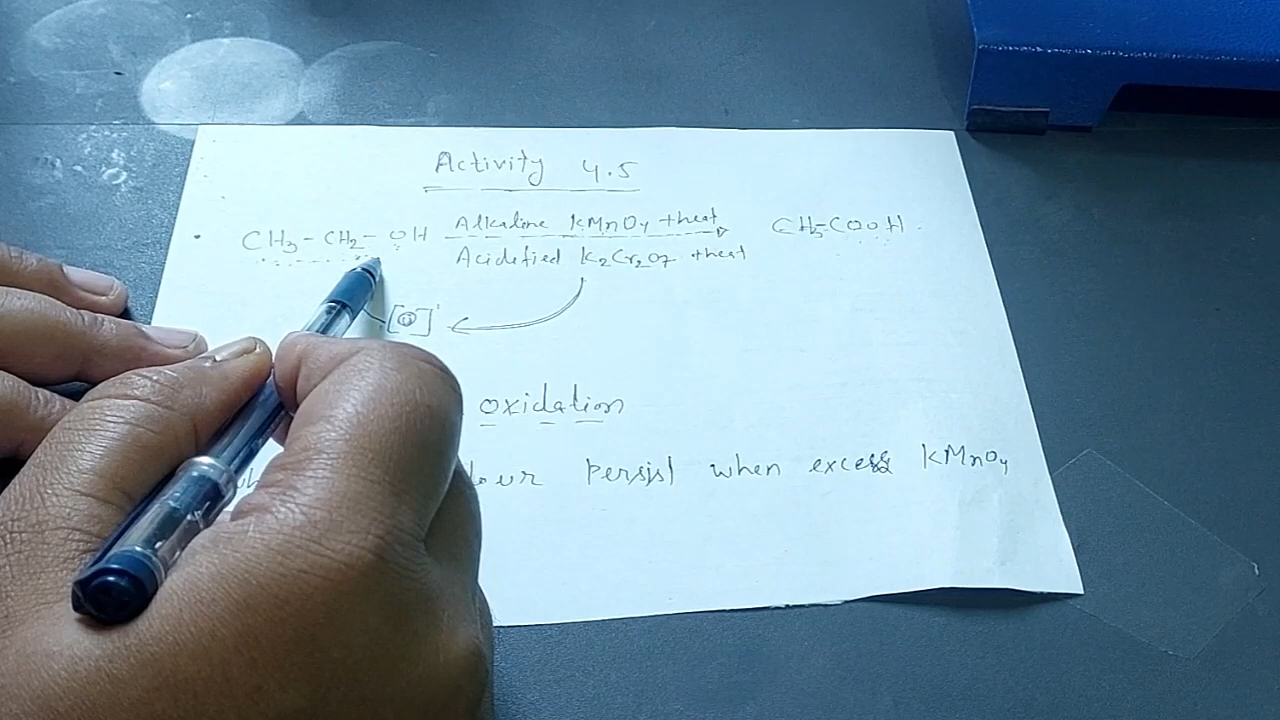 Activity 4.5
CH3 - CH2 - OH Alkaline KMnO4 + heat CH3-COOH
Acidified K2Cr2O7 + heat
[O]
oxidation
our Persist when excess KMnO4